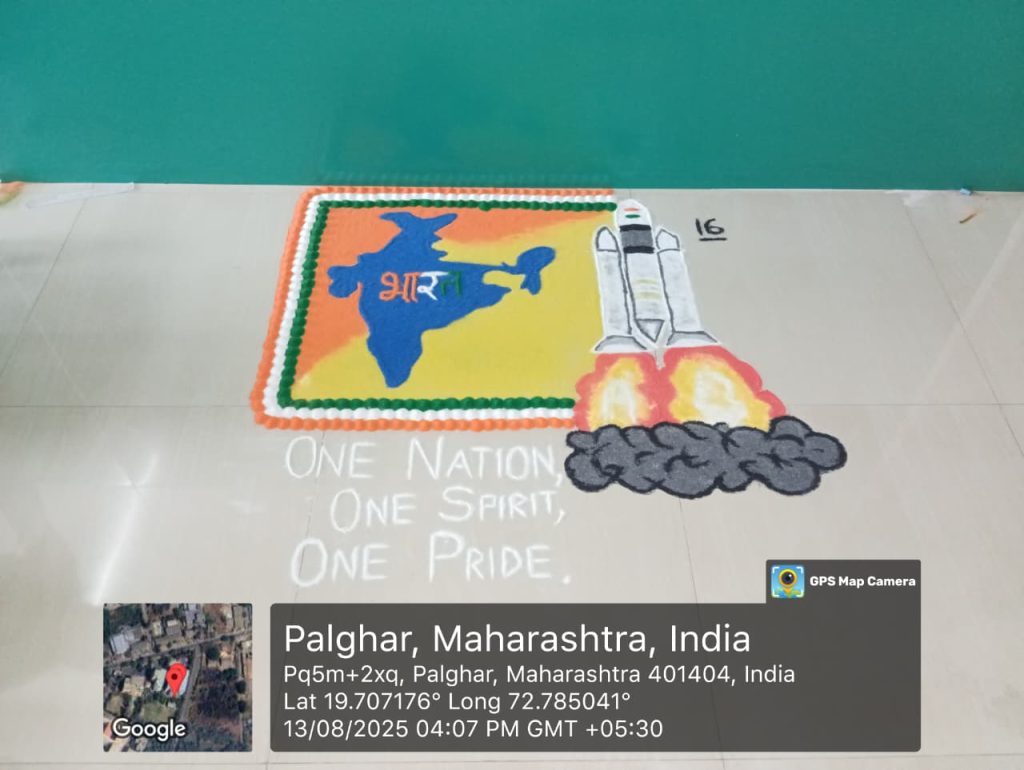 16
भारत
ONE NATION,
ONE SPIRIT,
ONE PRIDE.
GPS Map Camera
Palghar, Maharashtra, India
Pq5m+2xq, Palghar, Maharashtra 401404, India
Lat 19.707176° Long 72.785041°
13/08/2025 04:07 PM GMT +05:30
Google